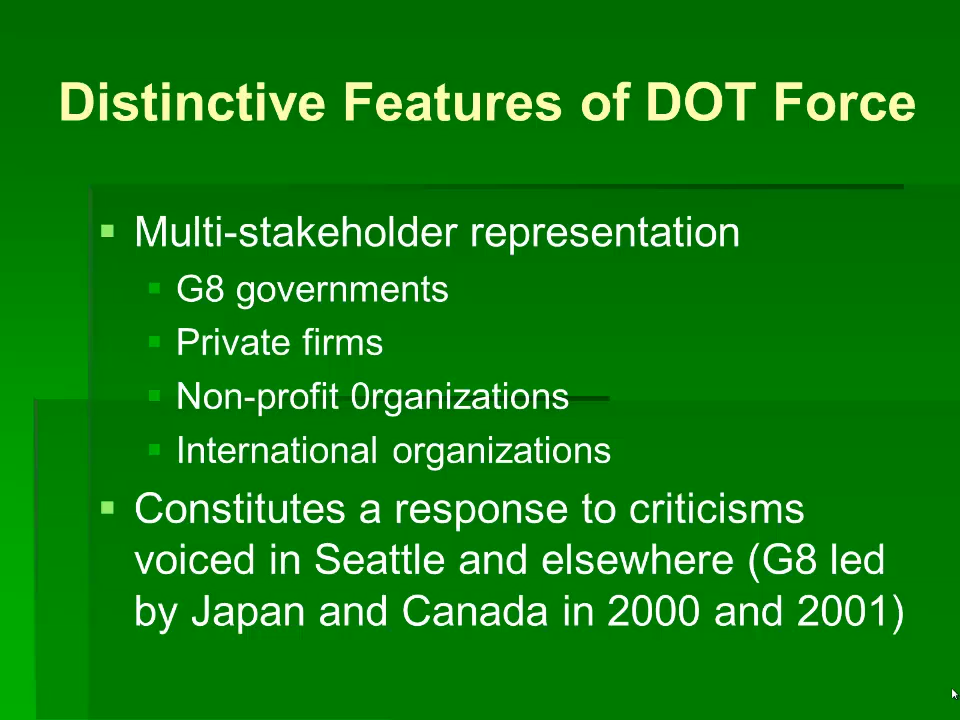 Distinctive Features of DOT Force
Multi-stakeholder representation
G8 governments
Private firms
Non-profit 0rganizations
International organizations
Constitutes a response to criticisms
voiced in Seattle and elsewhere (G8 led
by Japan and Canada in 2000 and 2001)